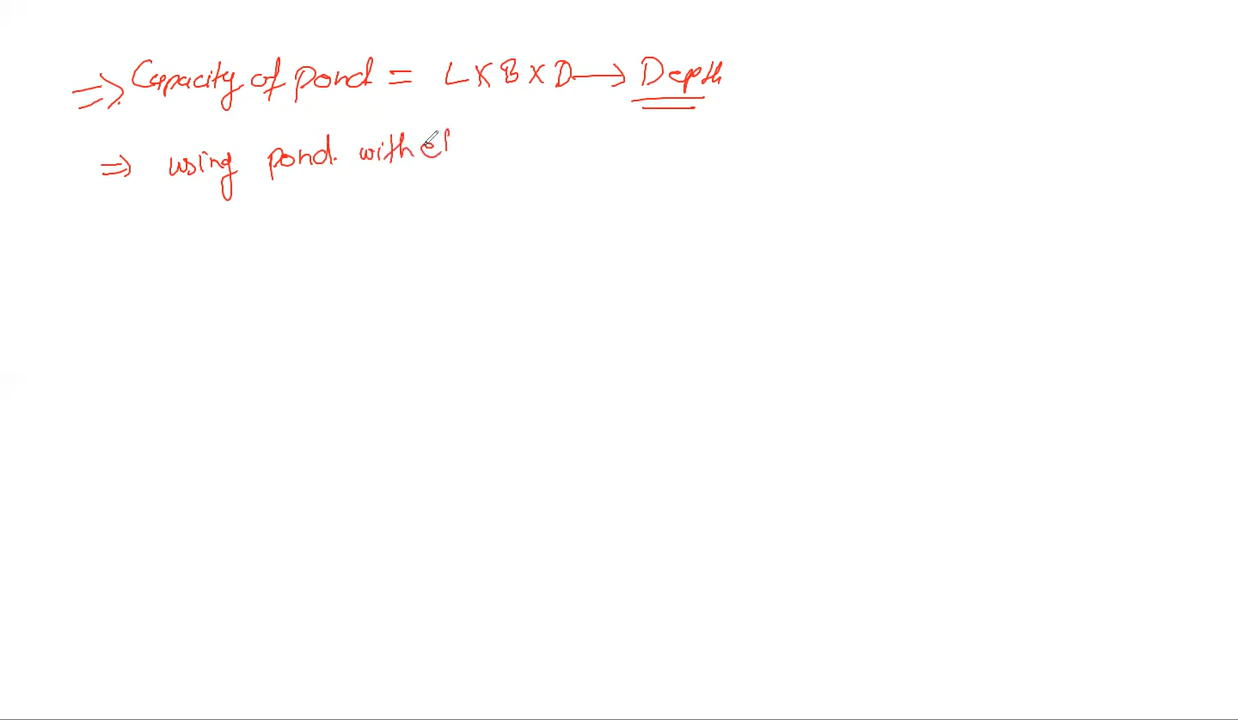 ⇒ Capacity of pond = L X B X D → Depth
⇒ using pond. with